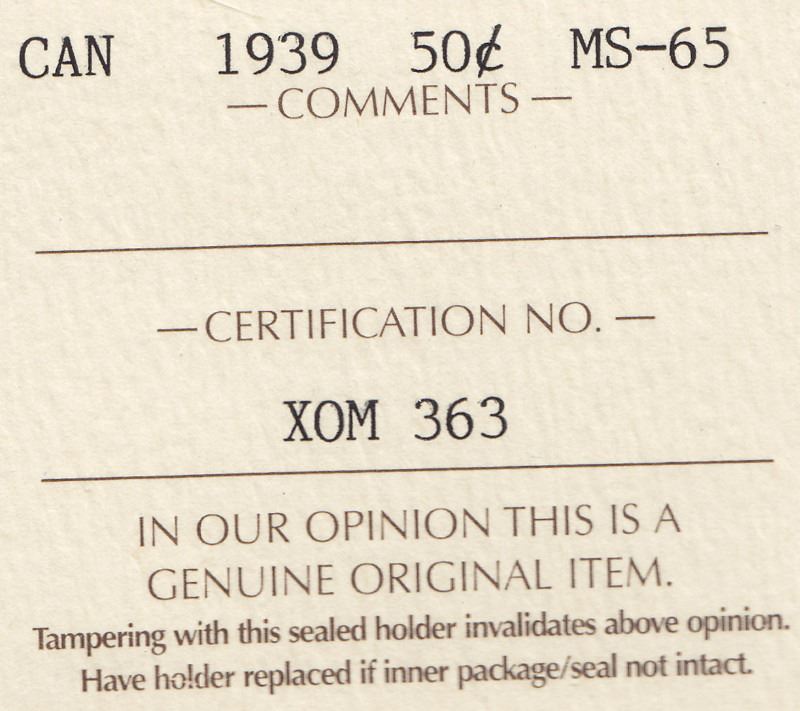 CAN 1939 50¢ MS-65
—COMMENTS—
—CERTIFICATION NO.—
XOM 363
IN OUR OPINION THIS IS A
GENUINE ORIGINAL ITEM.
Tampering with this sealed holder invalidates above opinion.
Have holder replaced if inner package/seal not intact.